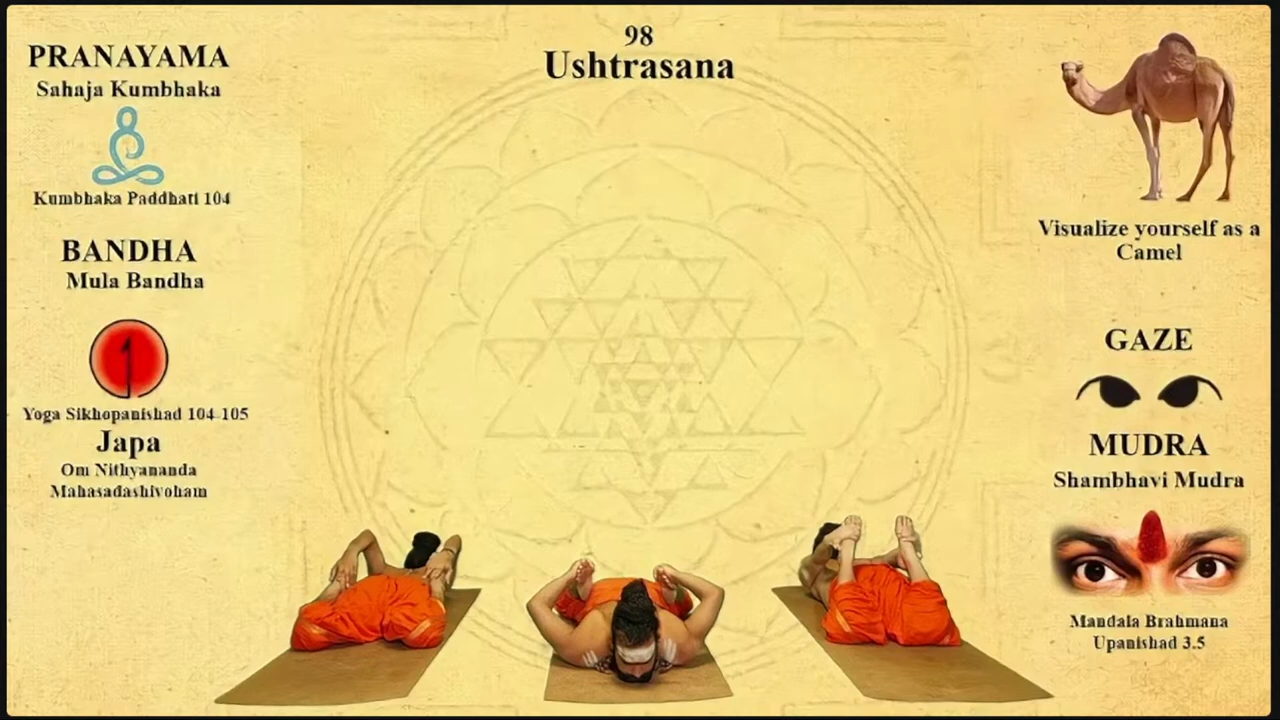 98
Ushtrasana
PRANAYAMA
Sahaja Kumbhaka
Kumbhaka Paddhati 104
BANDHA
Mula Bandha
Yoga Sikhopanishad 104-105
Japa
Om Nithyananda
Mahasadashivoham
Visualize yourself as a
Camel
GAZE
MUDRA
Shambhavi Mudra
Mandala Brahmana
Upanishad 3.5